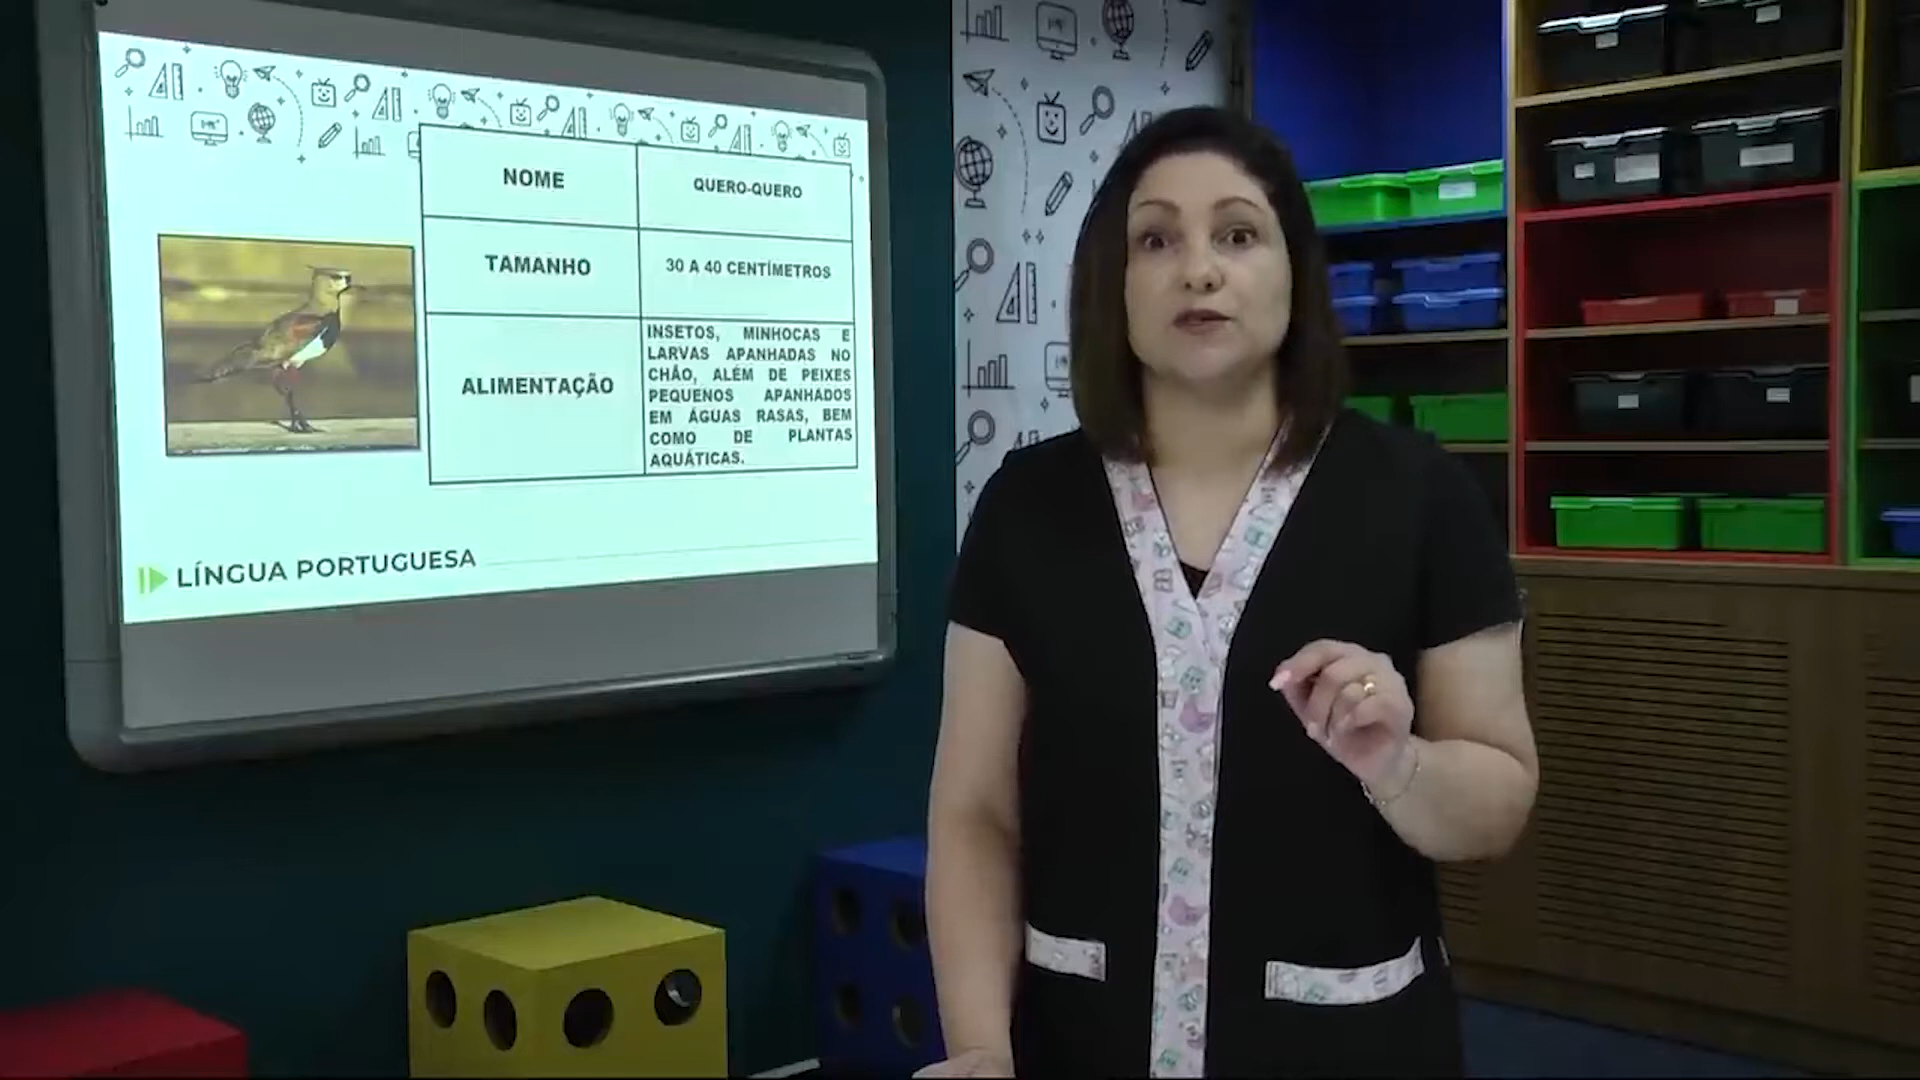 NOME
QUERO-QUERO
TAMANHO
30 A 40 CENTÍMETROS
ALIMENTAÇÃO
INSETOS, MINHOCAS E
LARVAS APANHADAS NO
CHÃO, ALÉM DE PEIXES
PEQUENOS APANHADOS
EM ÁGUAS RASAS, BEM
COMO DE PLANTAS
AQUÁTICAS.
LÍNGUA PORTUGUESA